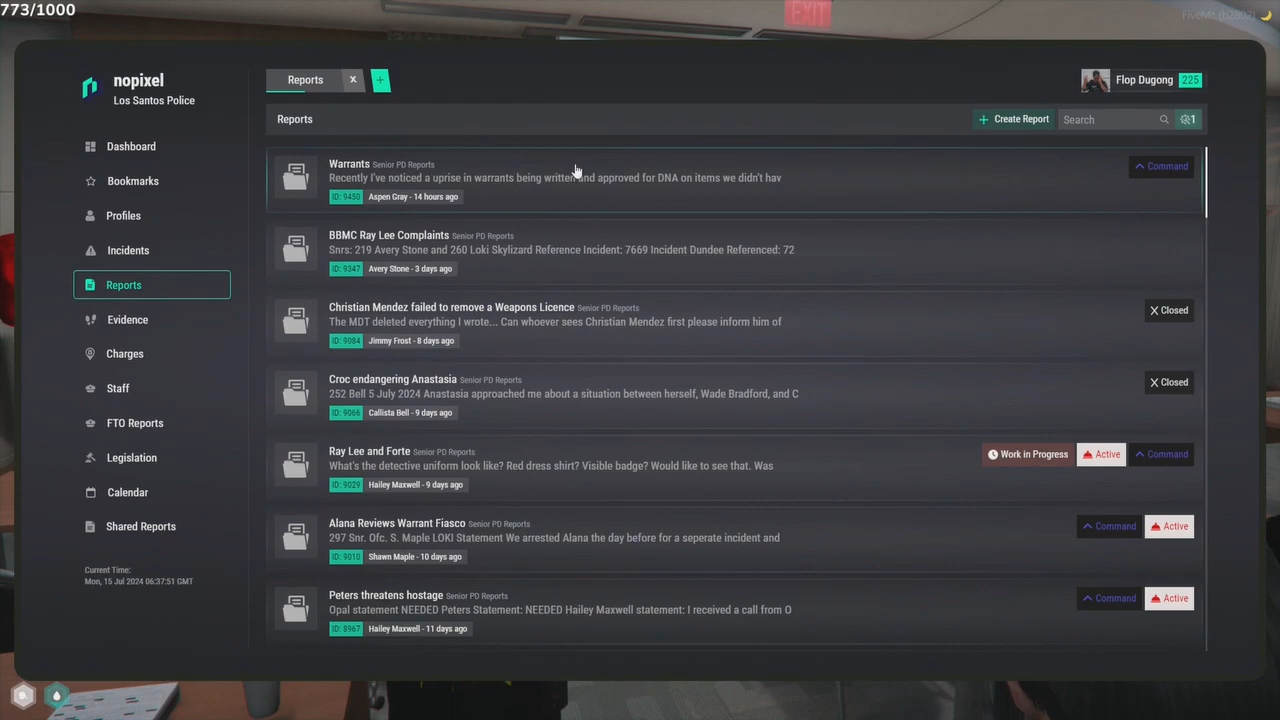 773/1000
EXIT
FiveM† (b2802) 🌙
nopixel
Los Santos Police
Reports
X
+
Flop Dugong 225
Reports
+ Create Report
Search
1
Dashboard
Bookmarks
Profiles
Incidents
Reports
Evidence
Charges
Staff
FTO Reports
Legislation
Calendar
Shared Reports
Current Time:
Mon, 15 Jul 2024 06:37:51 GMT
Warrants Senior PD Reports
Command
Recently I've noticed a uprise in warrants being written and approved for DNA on items we didn't hav
ID: 9450 Aspen Gray - 14 hours ago
BBMC Ray Lee Complaints Senior PD Reports
Snrs: 219 Avery Stone and 260 Loki Skylizard Reference Incident: 7669 Incident Dundee Referenced: 72
ID: 9347 Avery Stone - 3 days ago
Christian Mendez failed to remove a Weapons Licence Senior PD Reports
X Closed
The MDT deleted everything I wrote... Can whoever sees Christian Mendez first please inform him of
ID: 9084 Jimmy Frost - 8 days ago
Croc endangering Anastasia Senior PD Reports
X Closed
252 Bell 5 July 2024 Anastasia approached me about a situation between herself, Wade Bradford, and C
ID: 9066 Callista Bell - 9 days ago
Ray Lee and Forte Senior PD Reports
Work in Progress Active Command
What's the detective uniform look like? Red dress shirt? Visible badge? Would like to see that. Was
ID: 9029 Hailey Maxwell - 9 days ago
Alana Reviews Warrant Fiasco Senior PD Reports
Command Active
297 Snr. Ofc. S. Maple LOKI Statement We arrested Alana the day before for a seperate incident and
ID: 9010 Shawn Maple - 10 days ago
Peters threatens hostage Senior PD Reports
Command Active
Opal statement NEEDED Peters Statement: NEEDED Hailey Maxwell statement: I received a call from O
ID: 8967 Hailey Maxwell - 11 days ago